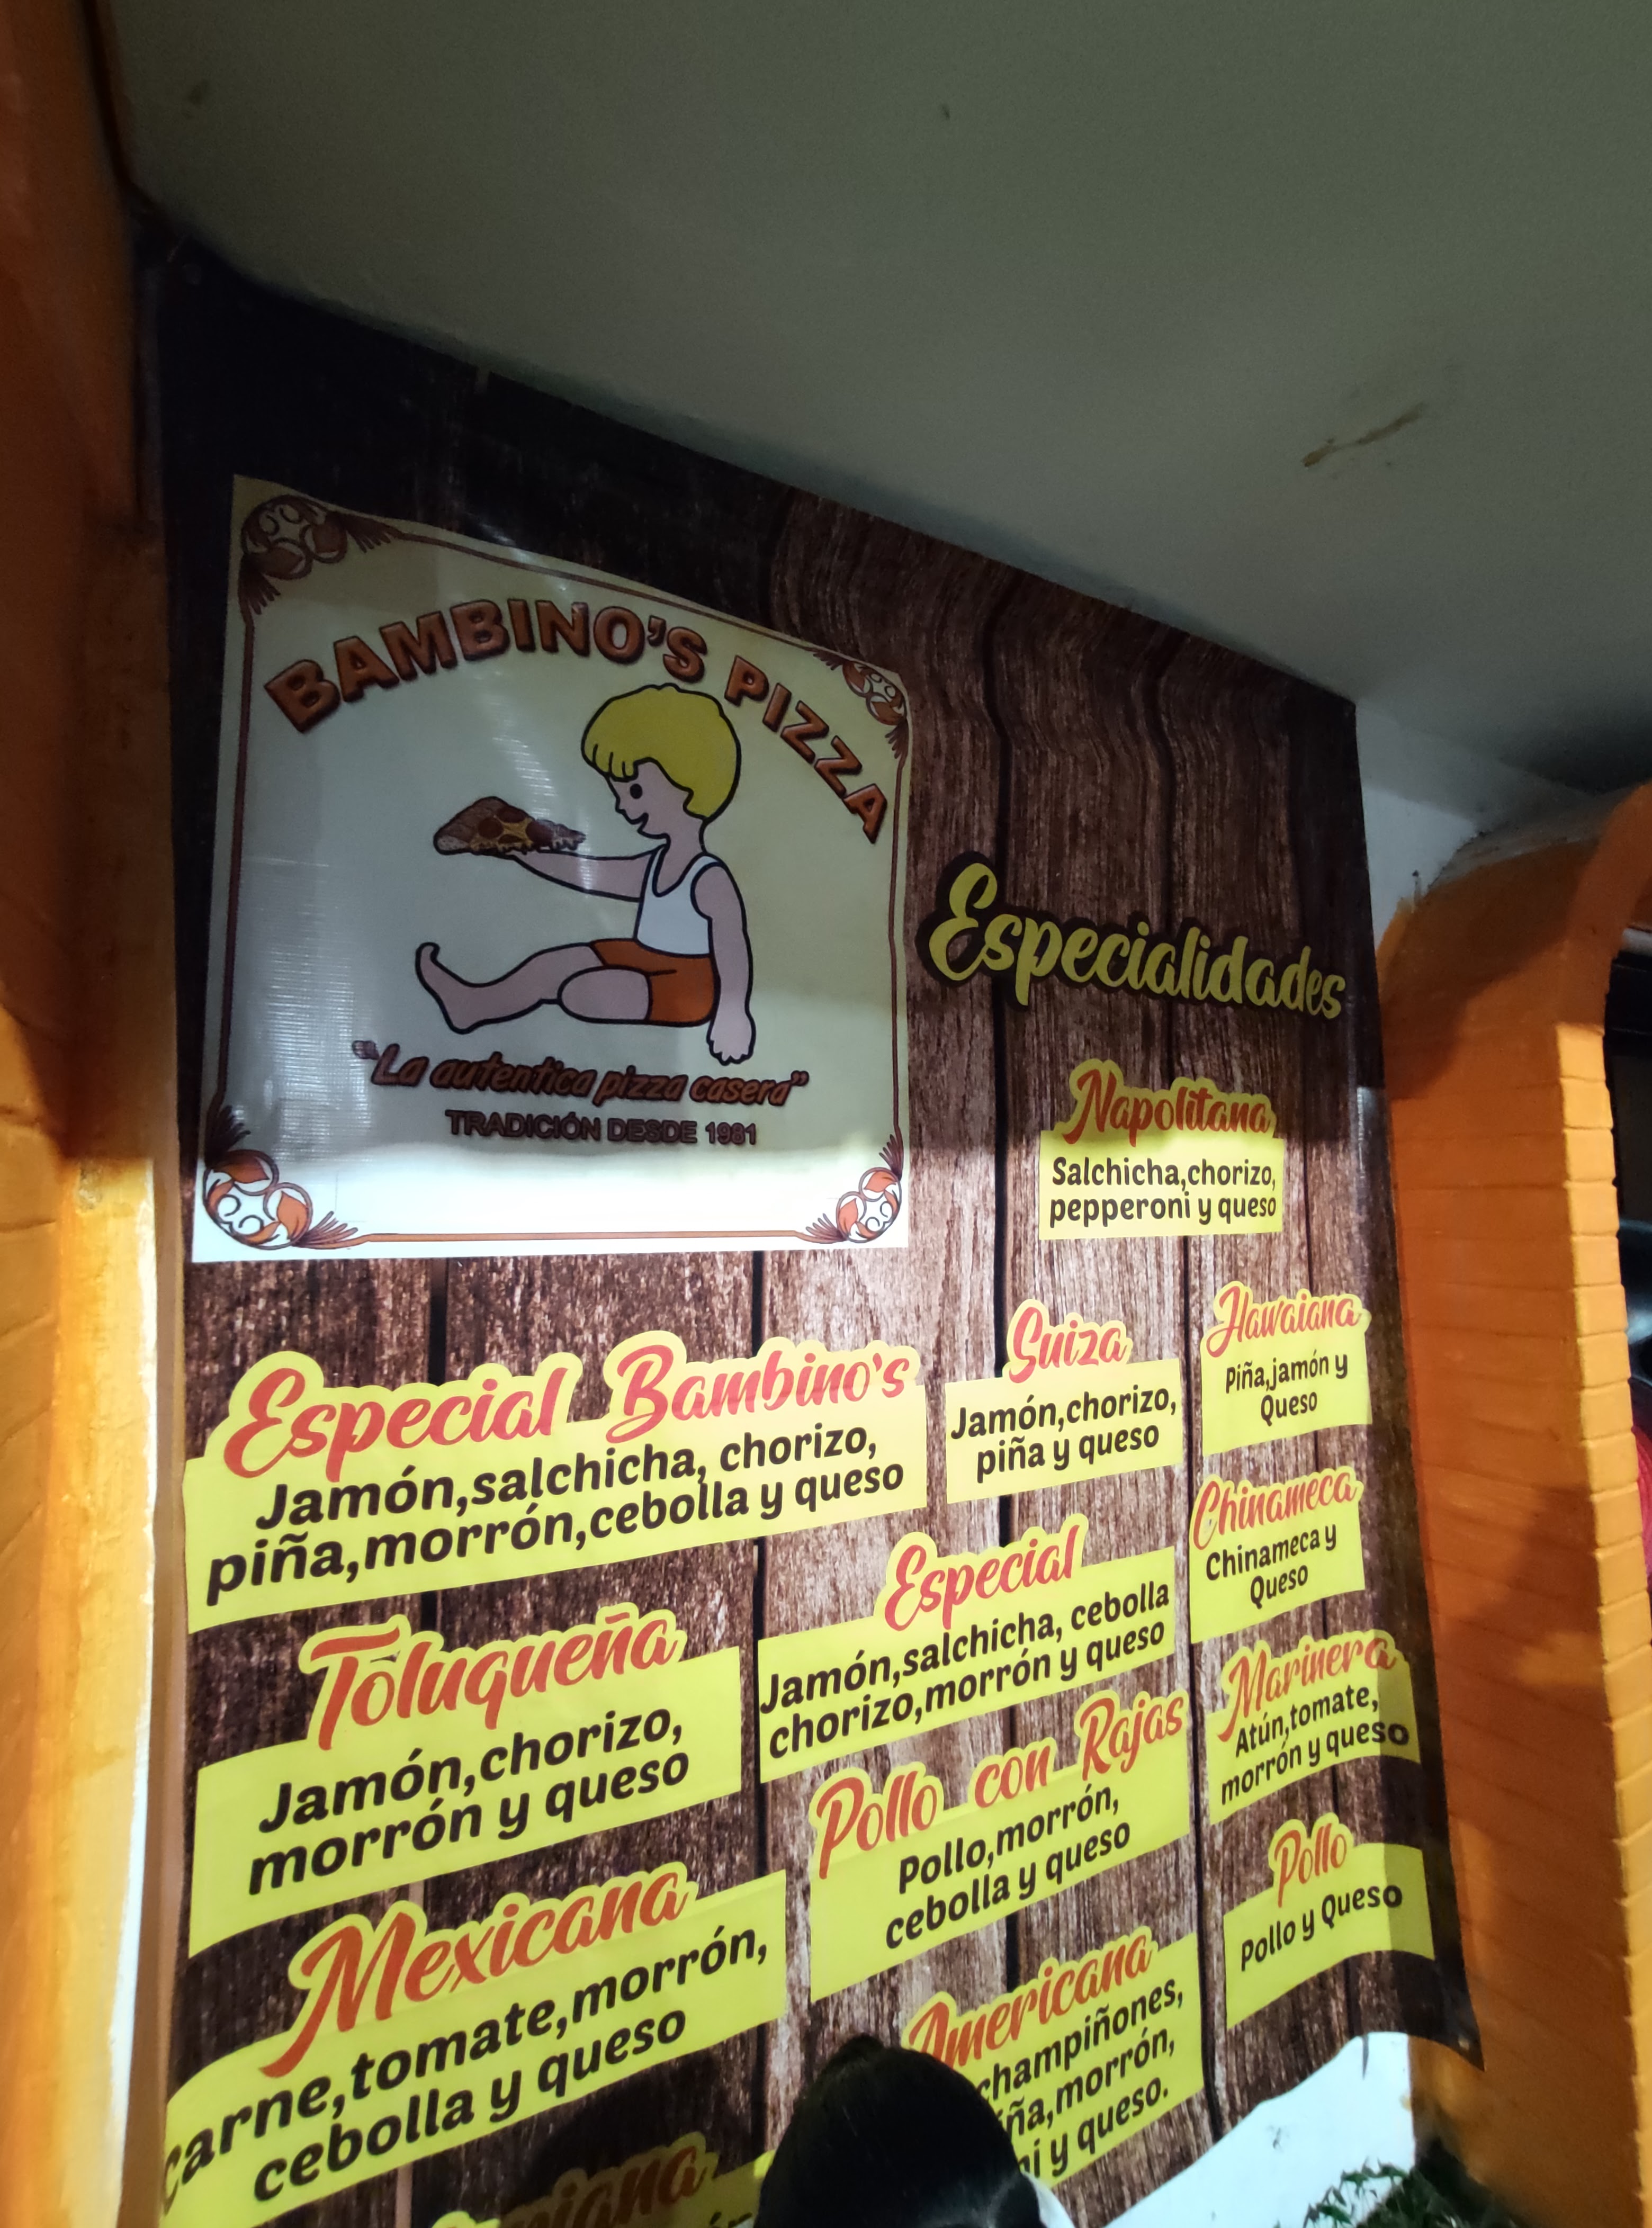 BAMBINO'S PIZZA
"La autentica pizza casera"
TRADICIÓN DESDE 1981
Especialidades
Napolitana
Salchicha,chorizo,
pepperoni y queso
Especial Bambino's
Jamón,salchicha, chorizo,
piña,morrón,cebolla y queso
Suiza
Jamón,chorizo,
piña y queso
Hawaiana
Piña,jamón y
Queso
Toluqueña
Jamón,chorizo,
morrón y queso
Especial
Jamón,salchicha, cebolla
chorizo,morrón y queso
Chinameca
Chinameca y
Queso
Mexicana
carne,tomate,morrón,
cebolla y queso
Pollo con Rajas
Pollo,morrón,
cebolla y queso
Marinera
Atún,tomate,
morrón y queso
Americana
champiñones,
morrón,
y queso.
Pollo
Pollo y Queso